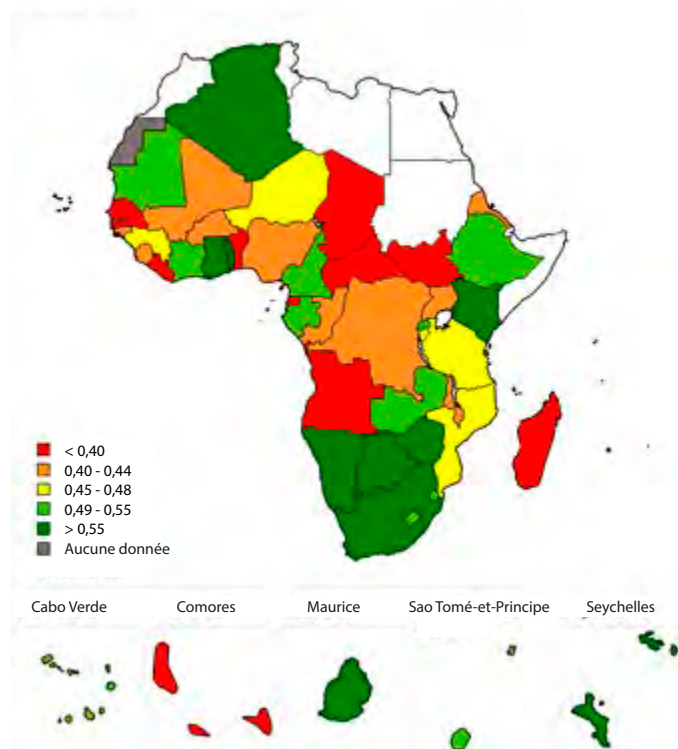 < 0,40
0,40 - 0,44
0,45 - 0,48
0,49 - 0,55
> 0,55
Aucune donnée
Cabo Verde Comores Maurice Sao Tomé-et-Principe Seychelles